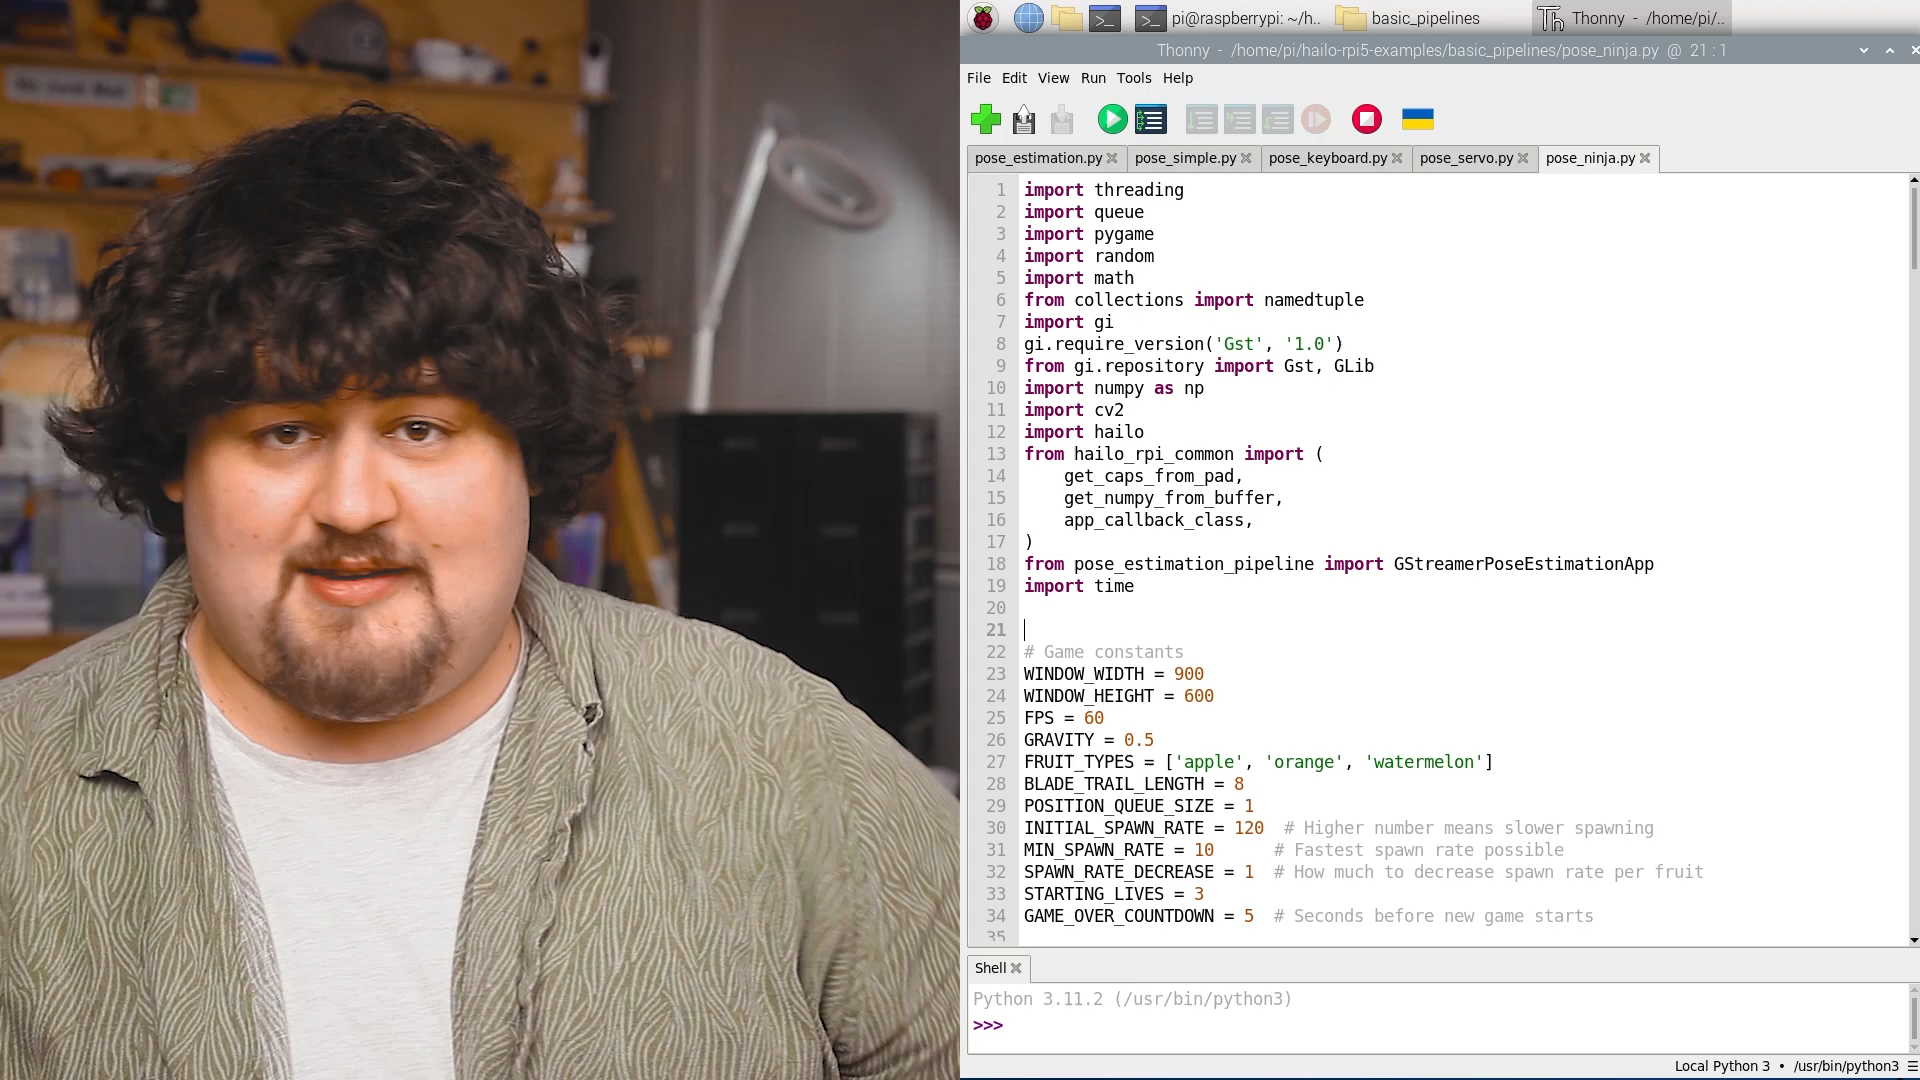 pi@raspberrypi: ~/h..
basic_pipelines
Thonny - /home/pi/..
Thonny - /home/pi/hailo-rpi5-examples/basic_pipelines/pose_ninja.py @ 21 : 1
File Edit View Run Tools Help
pose_estimation.py pose_simple.py pose_keyboard.py pose_servo.py pose_ninja.py
1 import threading
2 import queue
3 import pygame
4 import random
5 import math
6 from collections import namedtuple
7 import gi
8 gi.require_version('Gst', '1.0')
9 from gi.repository import Gst, GLib
10 import numpy as np
11 import cv2
12 import hailo
13 from hailo_rpi_common import (
14 get_caps_from_pad,
15 get_numpy_from_buffer,
16 app_callback_class,
17 )
18 from pose_estimation_pipeline import GStreamerPoseEstimationApp
19 import time
20
21
22 # Game constants
23 WINDOW_WIDTH = 900
24 WINDOW_HEIGHT = 600
25 FPS = 60
26 GRAVITY = 0.5
27 FRUIT_TYPES = ['apple', 'orange', 'watermelon']
28 BLADE_TRAIL_LENGTH = 8
29 POSITION_QUEUE_SIZE = 1
30 INITIAL_SPAWN_RATE = 120 # Higher number means slower spawning
31 MIN_SPAWN_RATE = 10 # Fastest spawn rate possible
32 SPAWN_RATE_DECREASE = 1 # How much to decrease spawn rate per fruit
33 STARTING_LIVES = 3
34 GAME_OVER_COUNTDOWN = 5 # Seconds before new game starts
35
Shell
Python 3.11.2 (/usr/bin/python3)
>>>
Local Python 3 • /usr/bin/python3